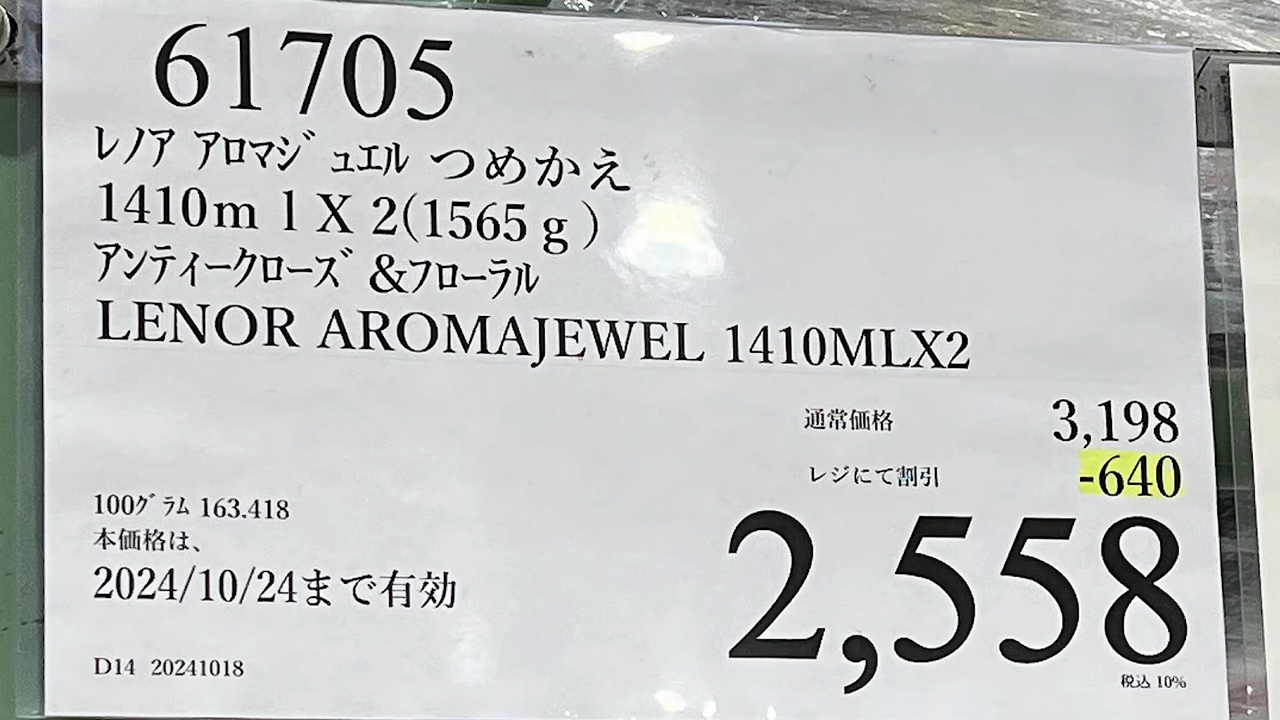 61705
レノア アロマジュエル つめかえ
1410ml X 2(1565g)
アンティークローズ&フローラル
LENOR AROMAJEWEL 1410MLX2
通常価格 3,198
レジにて割引 -640
2,558
税込 10%
100グラム 163.418
本価格は、
2024/10/24まで有効
D14 20241018